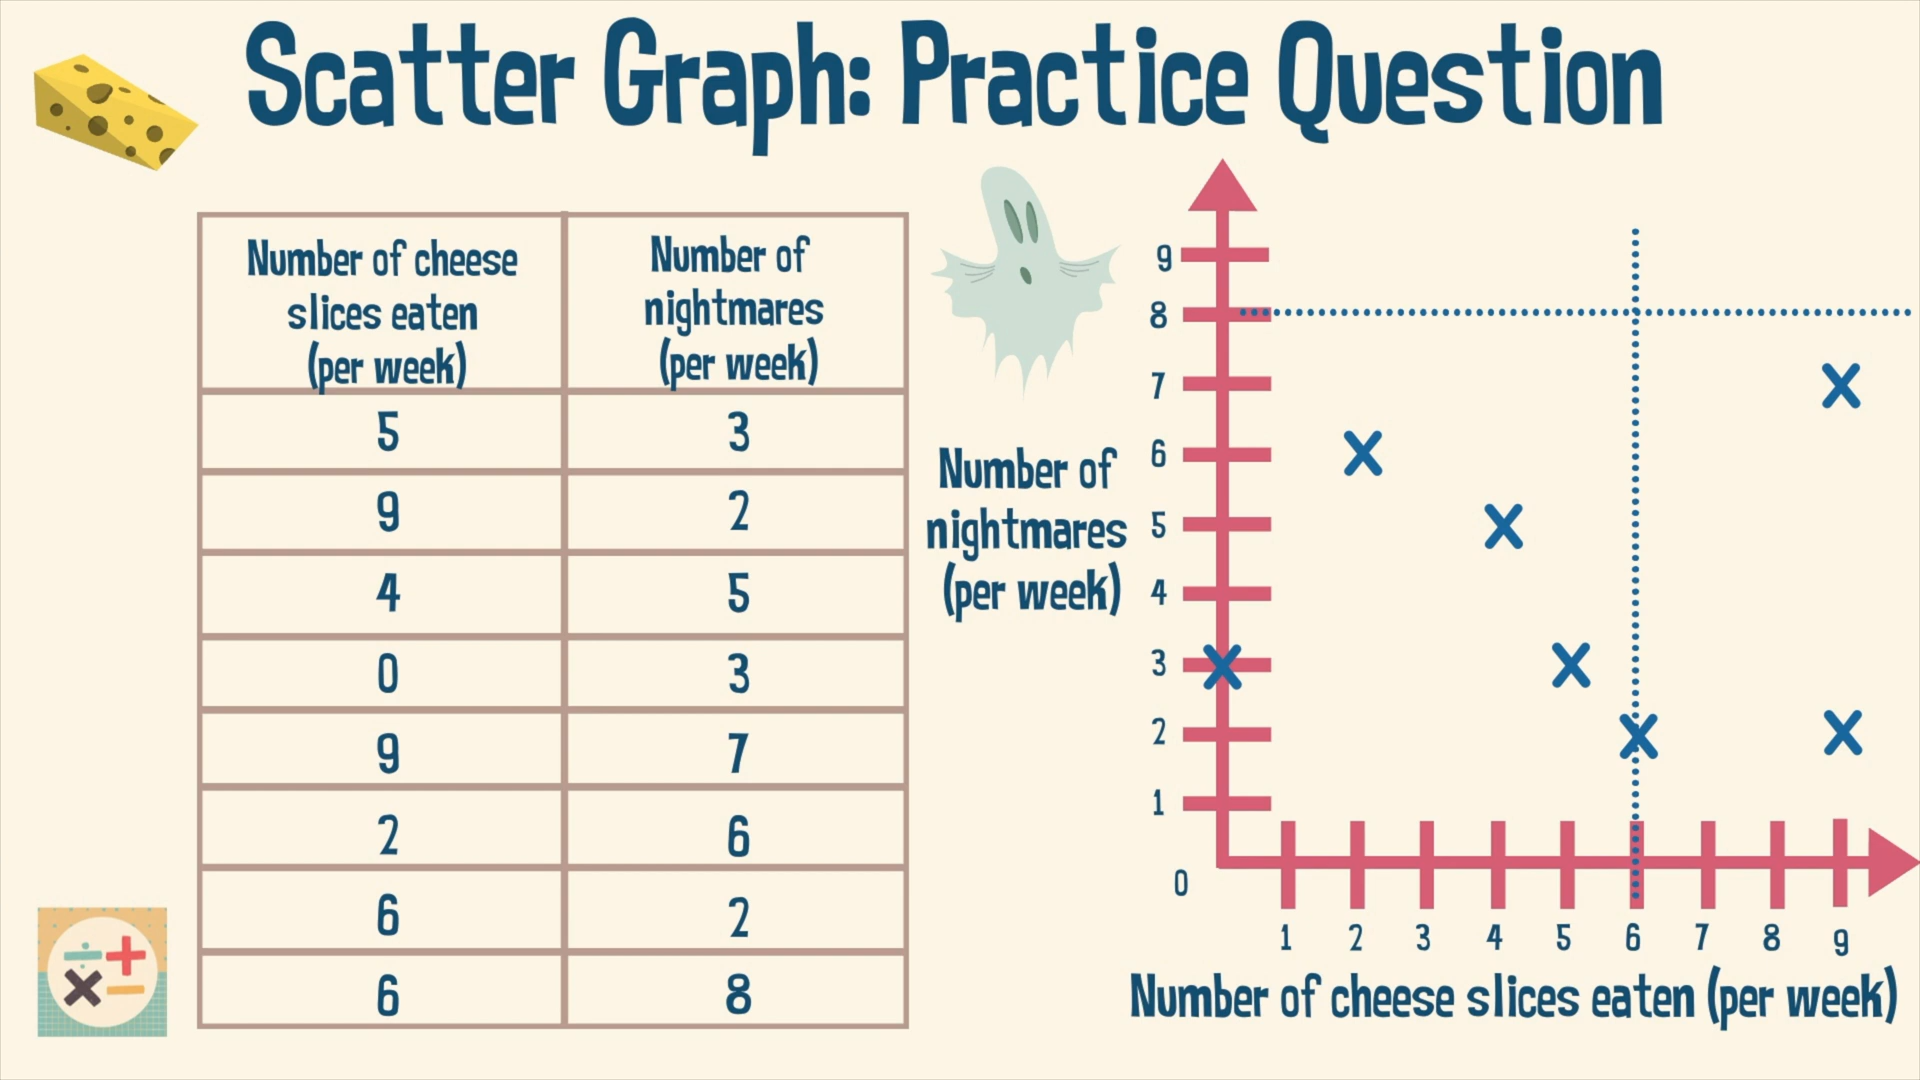 Scatter Graph: Practice Question
Number of cheese
slices eaten
(per week)
Number of
nightmares
(per week)
5 3
9 2
4 5
0 3
9 7
2 6
6 2
6 8
Number of
nightmares
(per week)
9
8
7
6
5
4
3
2
1
0
1 2 3 4 5 6 7 8 9
Number of cheese slices eaten (per week)